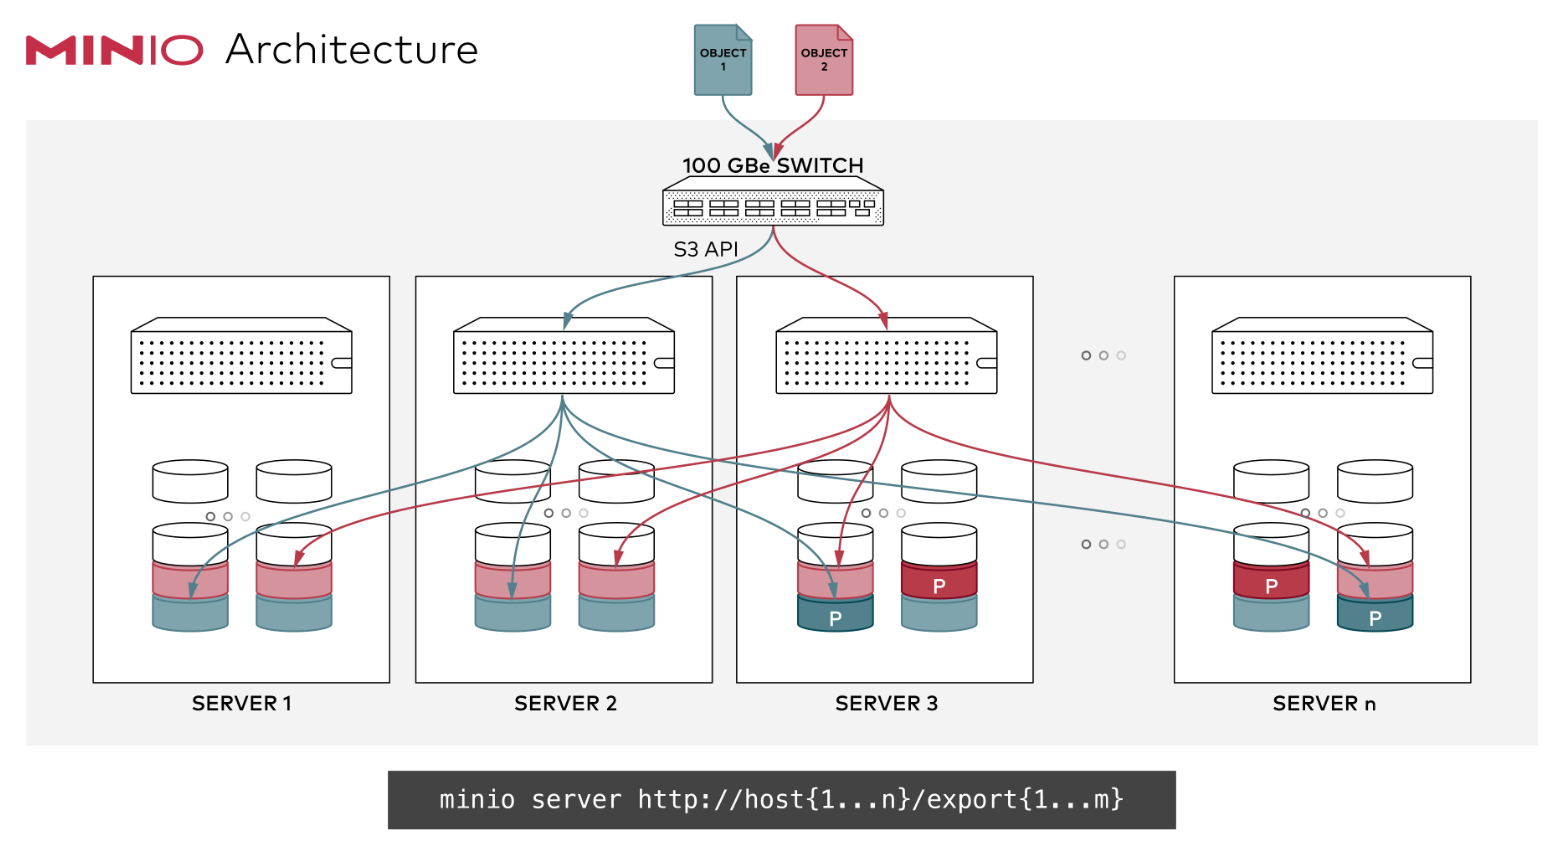 MINIO Architecture
OBJECT
1
OBJECT
2
100 GBe SWITCH
S3 API
P
P
P
P
SERVER 1
SERVER 2
SERVER 3
SERVER n
minio server http://host{1...n}/export{1...m}